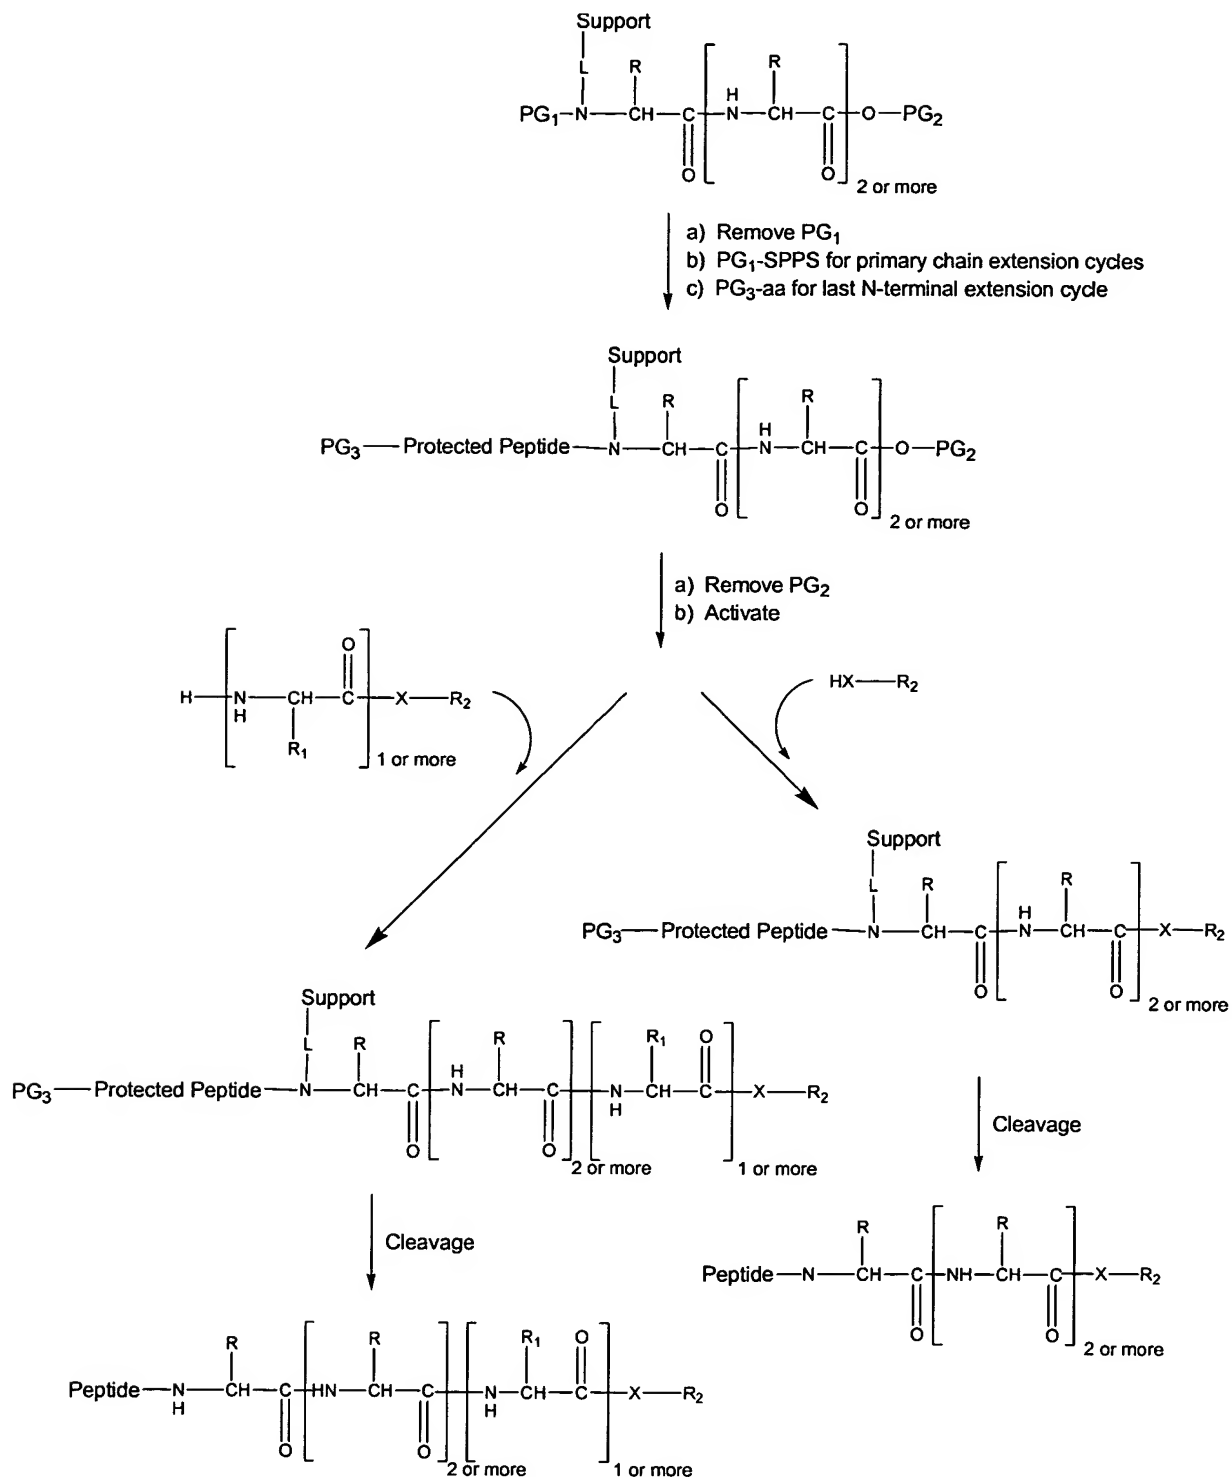 Support
L R R
PG1—N—CH—C—N—CH—C—O—PG2
H
O O
2 or more
a) Remove PG1
b) PG1-SPPS for primary chain extension cycles
c) PG3-aa for last N-terminal extension cycle
Support
L R R
H
PG3—Protected Peptide—N—CH—C—N—CH—C—O—PG2
O O
2 or more
a) Remove PG2
b) Activate
O
H—N—CH—C—X—R2
H
R1
1 or more
HX—R2
Support
L R R
H
PG3—Protected Peptide—N—CH—C—N—CH—C—X—R2
O O
2 or more
Support
L R R R1 O
H
PG3—Protected Peptide—N—CH—C—N—CH—C—N—CH—C—X—R2
H
O O
2 or more 1 or more
Cleavage
Cleavage
R R
Peptide—N—CH—C—NH—CH—C—X—R2
O O
2 or more
R R R1 O
Peptide—N—CH—C—HN—CH—C—N—CH—C—X—R2
H H
O O
2 or more 1 or more